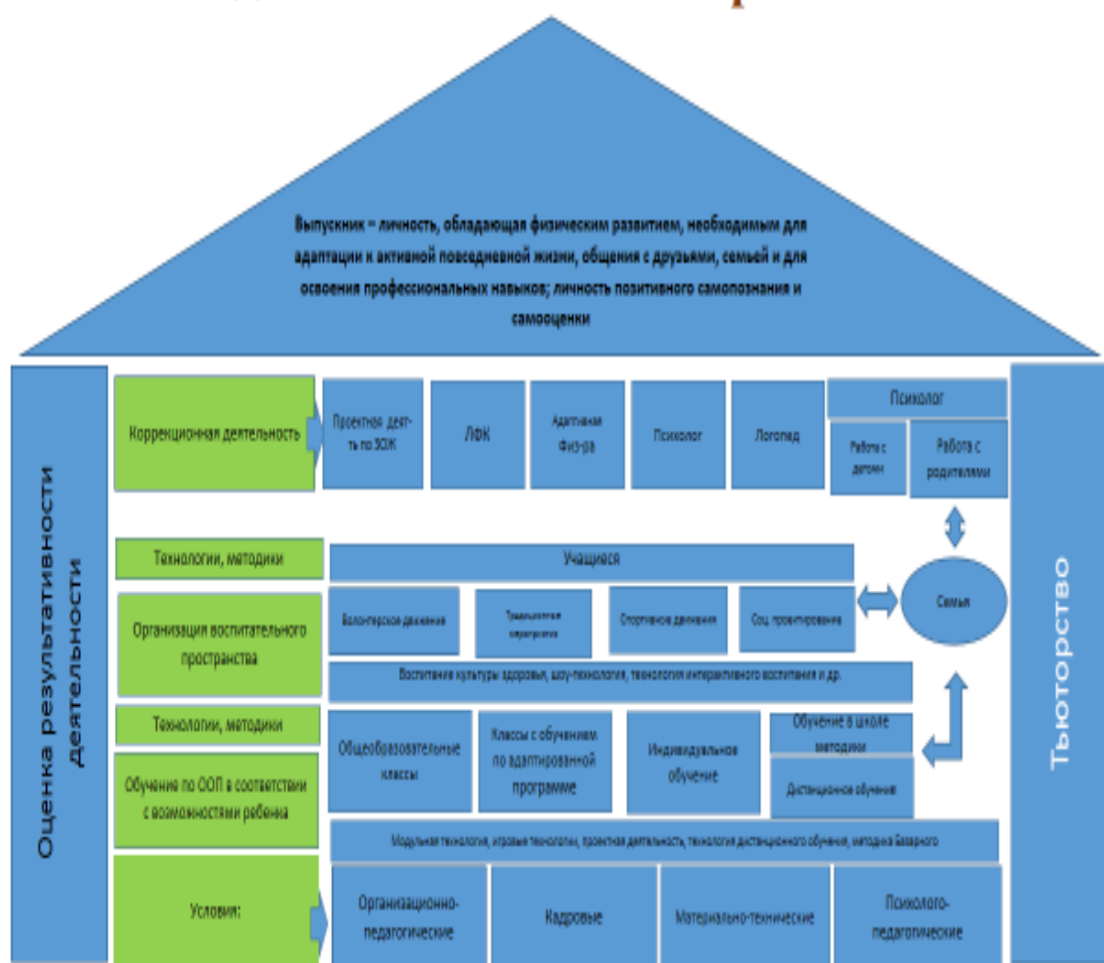 Выпускник – личность, обладающая физическим развитием, необходимым для
адаптации к активной повседневной жизни, общения с друзьями, семьей и для
освоения профессиональных навыков; личность позитивного самопознания и
самооценки
Оценка результативности
деятельности
Коррекционная деятельность
Проектная деят-
ть по ЗОЖ
ЛФК
Адаптивная
Физ-ра
Психолог
Логопед
Психолог
Работа с
детьми
Работа с
родителями
Технологии, методики
Учащиеся
Семья
Организация воспитательного
пространства
Волонтерское движение
Традиционные
мероприятия
Спортивное движения
Соц. проектирование
Воспитание культуры здоровья, шоу-технология, технология интерактивного воспитания и др.
Технологии, методики
Обучение по ООП в соответствии
с возможностями ребенка
Общеобразовательные
классы
Классы с обучением
по адаптированной
программе
Индивидуальное
обучение
Обучение в школе
методики
Дистанционное обучения
Модульная технология, игровые технологии, проектная деятельность, технология дистанционного обучения, методика Базарного
Условия:
Организационно-
педагогические
Кадровые
Материально-технические
Психолого-
педагогические
Тьюторство